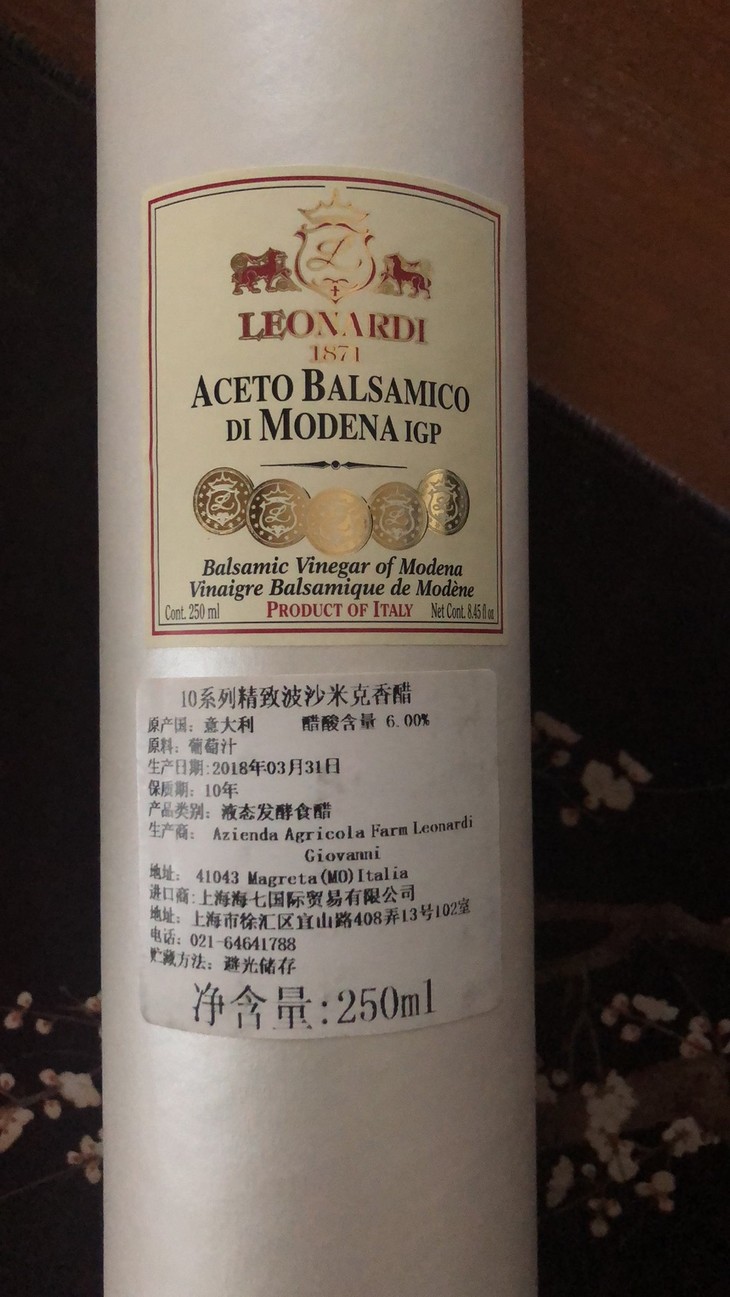 LEONARDI
1871
ACETO BALSAMICO
DI MODENA IGP
Balsamic Vinegar of Modena
Vinaigre Balsamique de Modène
Cont. 250 ml PRODUCT OF ITALY Net Cont. 8.45 fl oz
10系列精致波沙米克香醋
原产国：意大利 醋酸含量 6.00%
原料：葡萄汁
生产日期:2018年03月31日
保质期：10年
产品类别：液态发酵食醋
生产商： Azienda Agricola Farm Leonardi
Giovanni
地址： 41043 Magreta(MO)Italia
进口商:上海海七国际贸易有限公司
地址：上海市徐汇区宜山路408弄13号102室
电话：021-64641788
贮藏方法：避光储存
净含量:250ml